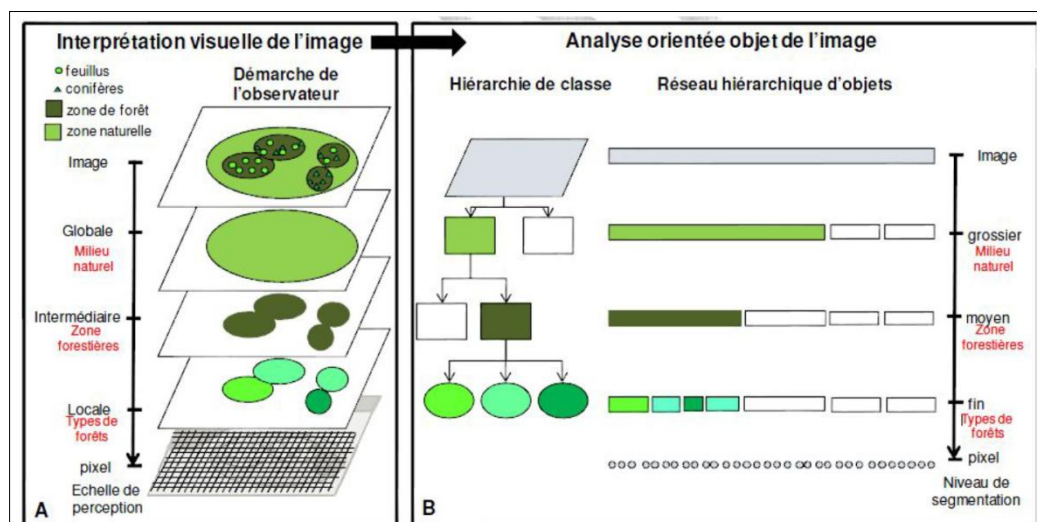 Interprétation visuelle de l'image
feuillus
conifères
zone de forêt
zone naturelle
Démarche de
l'observateur
Image
Globale
Milieu
naturel
Intermédiaire
Zone
forestières
Locale
Types de
forêts
pixel
Echelle de
perception
A
Analyse orientée objet de l'image
Hiérarchie de classe
Réseau hiérarchique d'objets
Image
grossier
Milieu
naturel
moyen
Zone
forestières
fin
Types de
forêts
pixel
Niveau de
segmentation
B